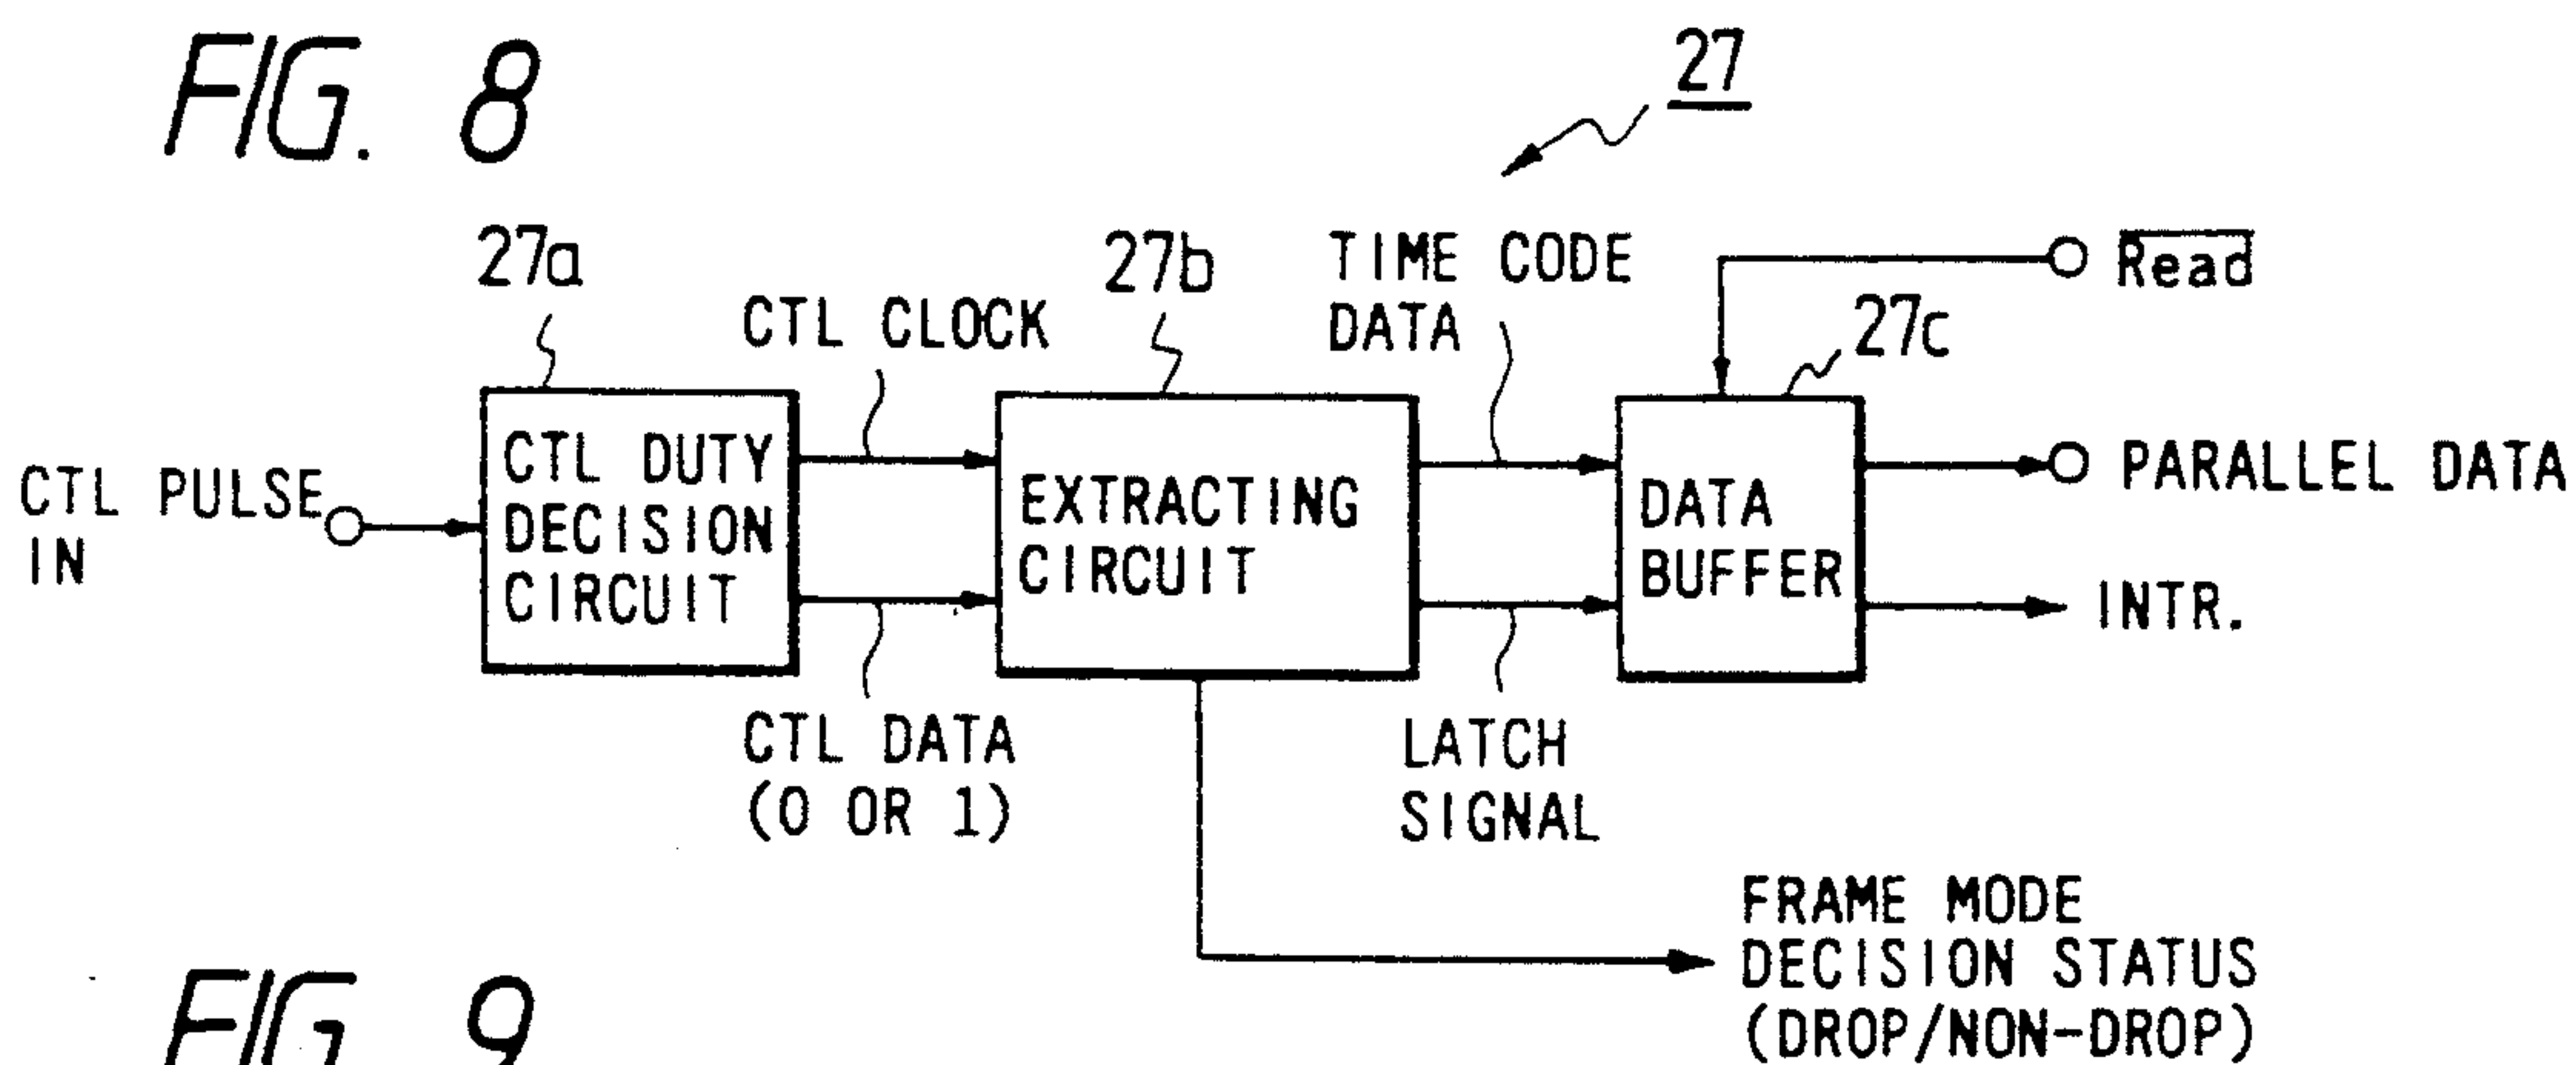 FIG. 8
27
27a
27b
TIME CODE
DATA
Read
27c
CTL CLOCK
CTL PULSE
IN
CTL DUTY
DECISION
CIRCUIT
EXTRACTING
CIRCUIT
DATA
BUFFER
PARALLEL DATA
INTR.
CTL DATA
(0 OR 1)
LATCH
SIGNAL
FRAME MODE
DECISION STATUS
(DROP/NON-DROP)
FIG. 9